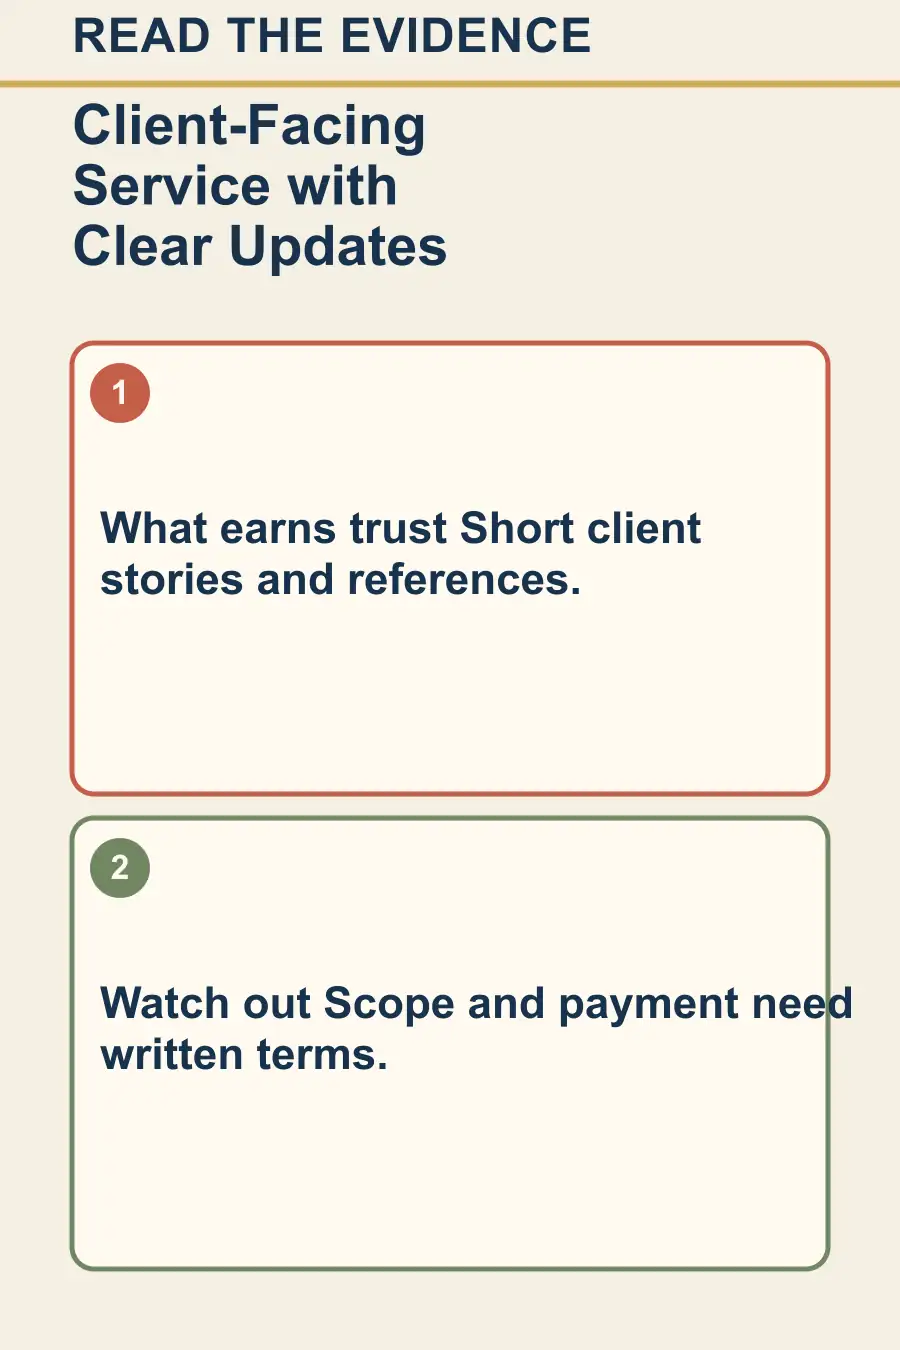 READ THE EVIDENCE
Client-Facing
Service with
Clear Updates
1
What earns trust Short client
stories and references.
2
Watch out Scope and payment need
written terms.